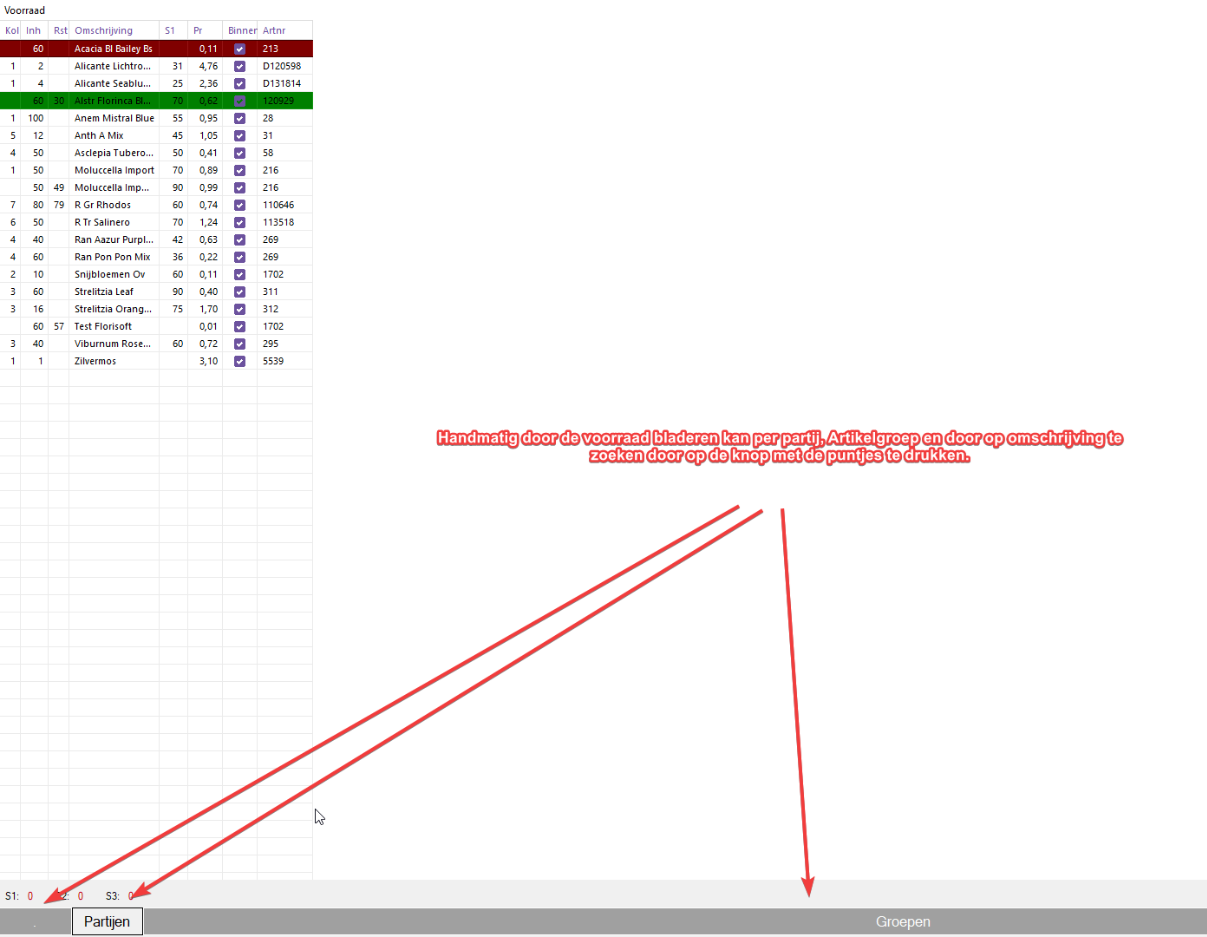 Voorraad
Kol Inh Rst Omschrijving S1 Pr Binner Artnr
60 Acacia Bl Bailey Bs 0,11 213
1 2 Alicante Lichtro... 31 4,76 D120598
1 4 Alicante Seablu... 25 2,36 D131814
60 30 Alstr Florinca Bl... 70 0,62 120929
1 100 Anem Mistral Blue 55 0,95 28
5 12 Anth A Mix 45 1,05 31
4 50 Asclepia Tubero... 50 0,41 58
1 50 Moluccella Import 70 0,89 216
50 49 Moluccella Imp... 90 0,99 216
7 80 79 R Gr Rhodos 60 0,74 110646
6 50 R Tr Salinero 70 1,24 113518
4 40 Ran Aazur Purpl... 42 0,63 269
4 60 Ran Pon Pon Mix 36 0,22 269
2 10 Snijbloemen Ov 60 0,11 1702
3 60 Strelitzia Leaf 90 0,40 311
3 16 Strelitzia Orang... 75 1,70 312
60 57 Test Florisoft 0,01 1702
3 40 Viburnum Rose... 60 0,72 295
1 1 Zilvermos 3,10 5539
Handmatig door de voorraad bladeren kan per partij, Artikelgroep en door op omschrijving te
zoeken door op de knop met de puntjes te drukken.
S1: 0 2: 0 S3: 0
. Partijen Groepen